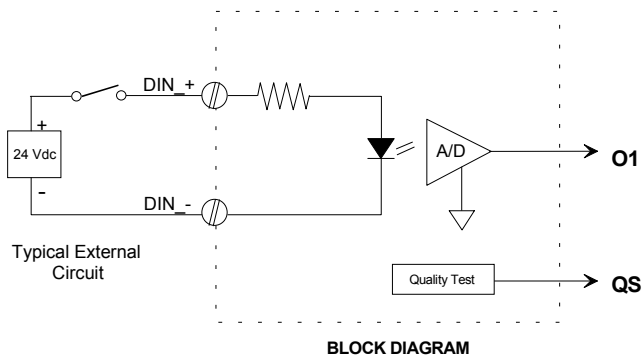 DIN_+
+
24 Vdc
-
DIN_-
A/D
O1
Typical External
Circuit
Quality Test
QS
BLOCK DIAGRAM